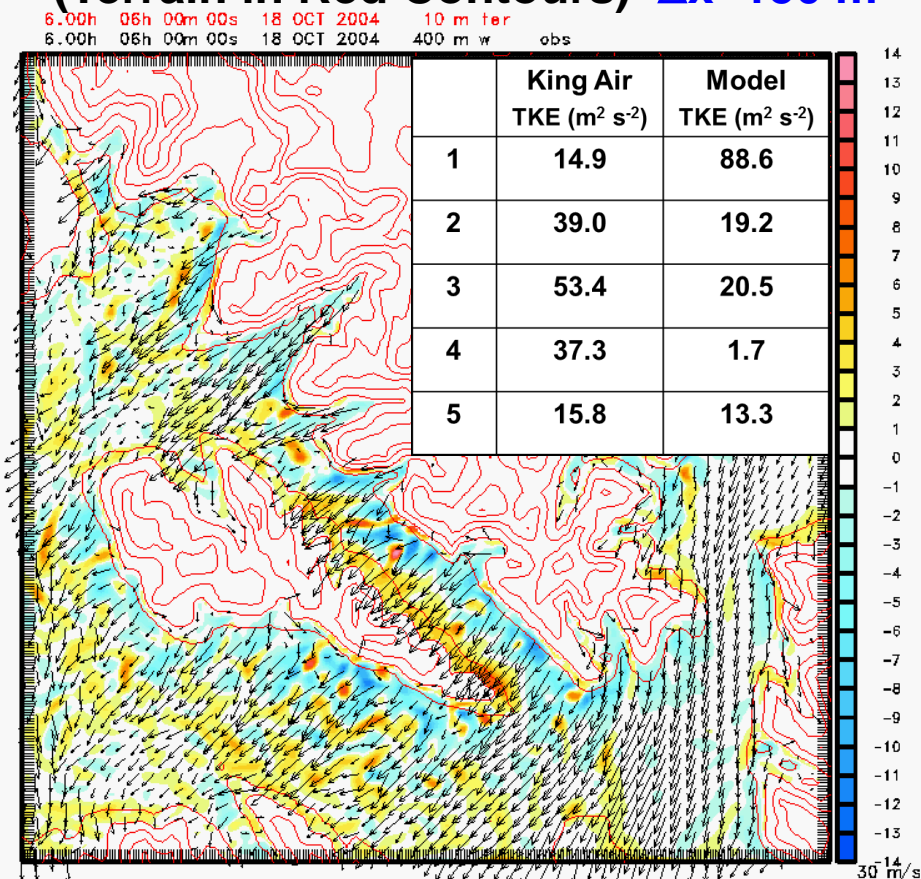 (Terrain in Red Contours)
6.00h 06h 00m 00s 18 OCT 2004 10 m ter
6.00h 06h 00m 00s 18 OCT 2004 400 m w obs
King Air Model
TKE (m² s⁻²) TKE (m² s⁻²)
1 14.9 88.6
2 39.0 19.2
3 53.4 20.5
4 37.3 1.7
5 15.8 13.3
14
13
12
11
10
9
8
7
6
5
4
3
2
1
0
-1
-2
-3
-4
-5
-6
-7
-8
-9
-10
-11
-12
-13
-14
30 m/s